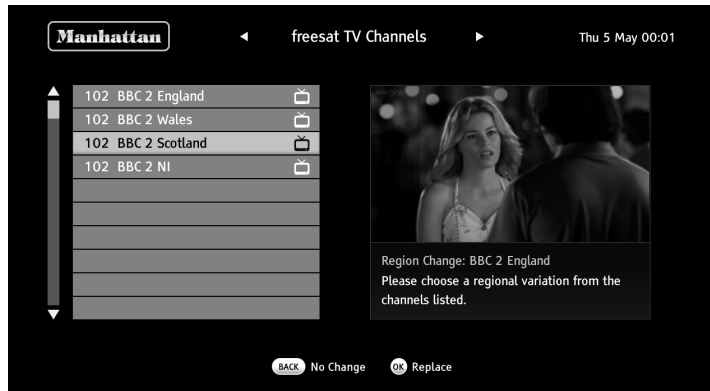 Manhattan
freesat TV Channels
Thu 5 May 00:01
102 BBC 2 England
102 BBC 2 Wales
102 BBC 2 Scotland
102 BBC 2 NI
Region Change: BBC 2 England
Please choose a regional variation from the
channels listed.
BACK No Change
OK Replace